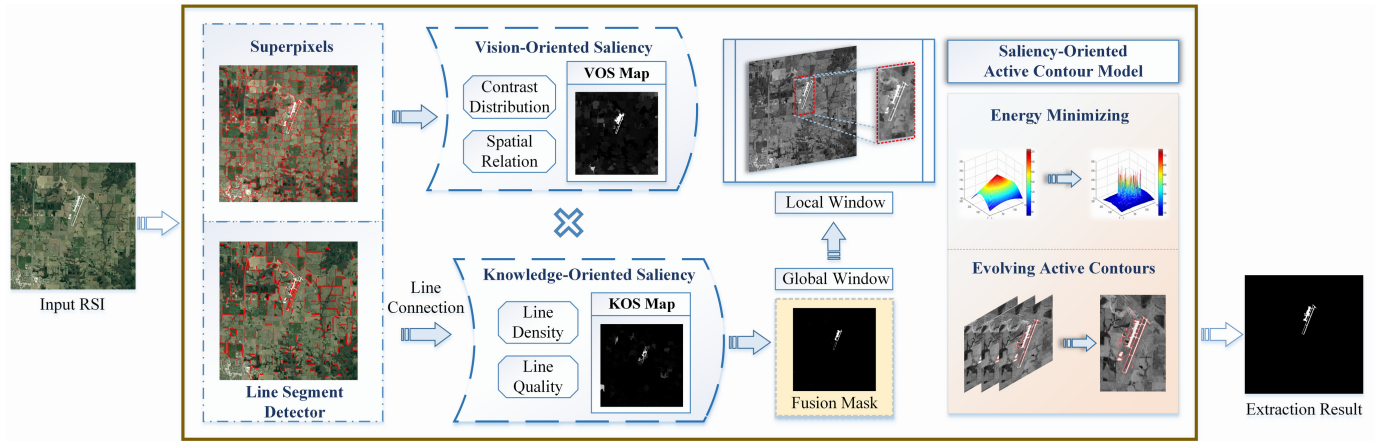 Input RSI
Superpixels
Line Segment
Detector
Vision-Oriented Saliency
Contrast
Distribution
Spatial
Relation
VOS Map
Line
Connection
Knowledge-Oriented Saliency
Line
Density
Line
Quality
KOS Map
Local Window
Global Window
Fusion Mask
Saliency-Oriented
Active Contour Model
Energy Minimizing
Evolving Active Contours
Extraction Result